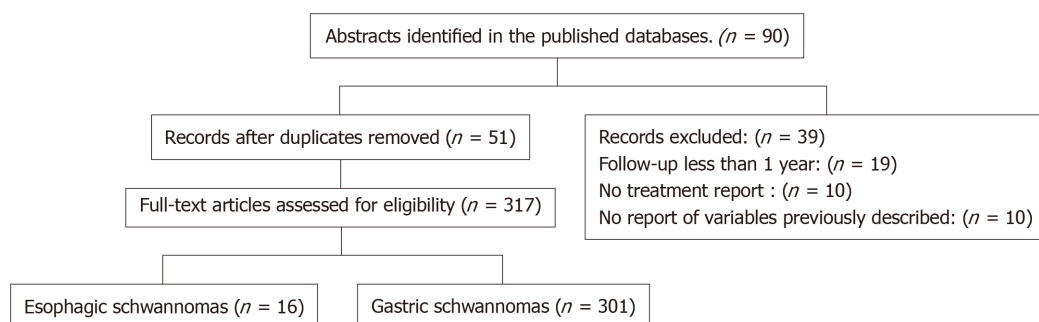 Abstracts identified in the published databases. (n = 90)
Records after duplicates removed (n = 51)
Records excluded: (n = 39)
Follow-up less than 1 year: (n = 19)
No treatment report : (n = 10)
No report of variables previously described: (n = 10)
Full-text articles assessed for eligibility (n = 317)
Esophagic schwannomas (n = 16)
Gastric schwannomas (n = 301)